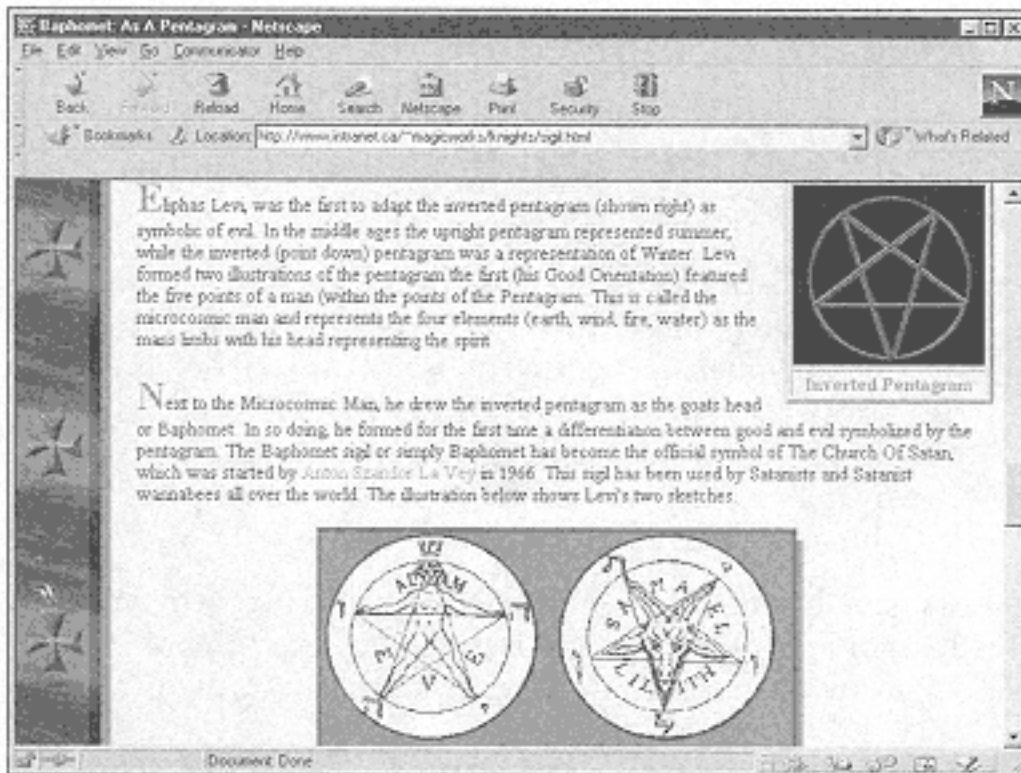 Baphomet: As A Pentagram - Netscape
File Edit View Go Communicator Help
Back Forward Reload Home Search Netscape Print Security Stop
N
Bookmarks Location: http://www.intranet.ca/~magicworks/knights/sigil.html What's Related
Eliphas Levi, was the first to adapt the inverted pentagram (shown right) as
symbolic of evil. In the middle ages the upright pentagram represented summer,
while the inverted (point down) pentagram was a representation of Winter. Levi
formed two illustrations of the pentagram the first (his Good Orientation) featured
the five points of a man (within the points of the Pentagram. This is called the
microcosmic man and represents the four elements (earth, wind, fire, water) as the
mass limbs with his head representing the spirit
Inverted Pentagram
Next to the Microcosmic Man, he drew the inverted pentagram as the goats head
or Baphomet. In so doing, he formed for the first time a differentiation between good and evil symbolized by the
pentagram. The Baphomet sigil or simply Baphomet has become the official symbol of The Church Of Satan,
which was started by Anton Szandor La Vey in 1966. This sigil has been used by Satanists and Satanist
wannabees all over the world. The illustration below shows Levi's two sketches.
SAMAEL
LILITH
Document: Done